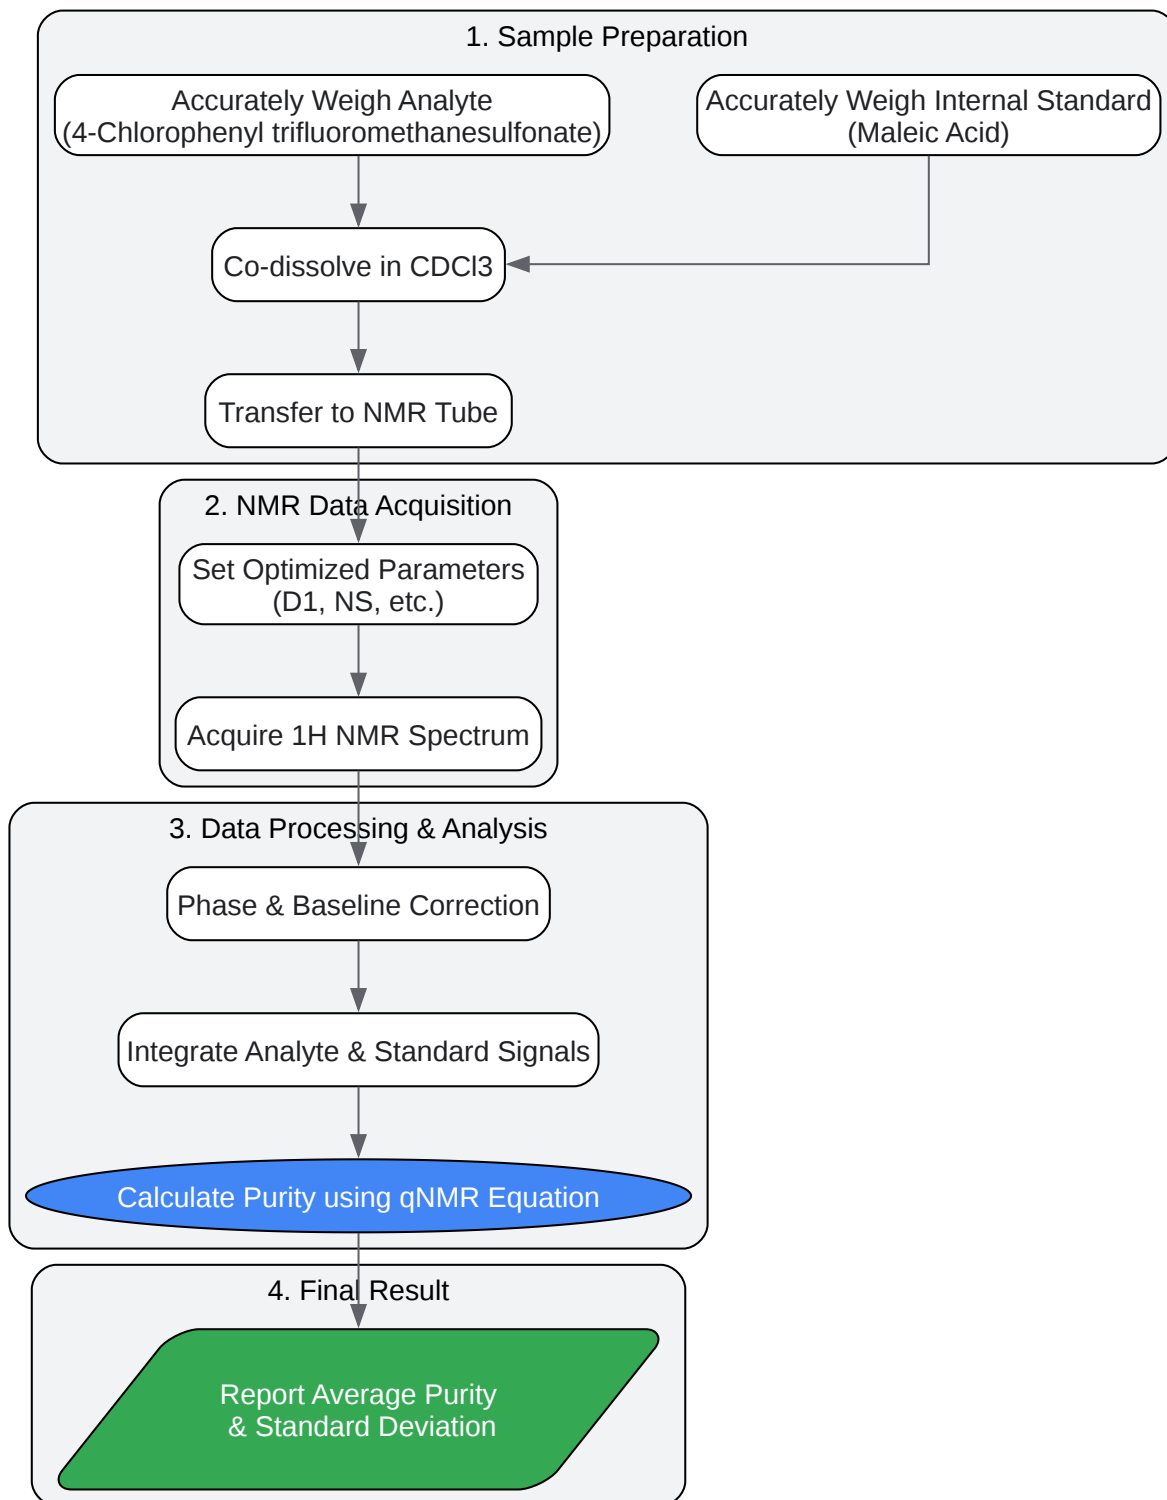 1. Sample Preparation
Accurately Weigh Analyte
(4-Chlorophenyl trifluoromethanesulfonate)
Accurately Weigh Internal Standard
(Maleic Acid)
Co-dissolve in CDCl3
Transfer to NMR Tube
2. NMR Data Acquisition
Set Optimized Parameters
(D1, NS, etc.)
Acquire 1H NMR Spectrum
3. Data Processing & Analysis
Phase & Baseline Correction
Integrate Analyte & Standard Signals
Calculate Purity using qNMR Equation
4. Final Result
Report Average Purity
& Standard Deviation